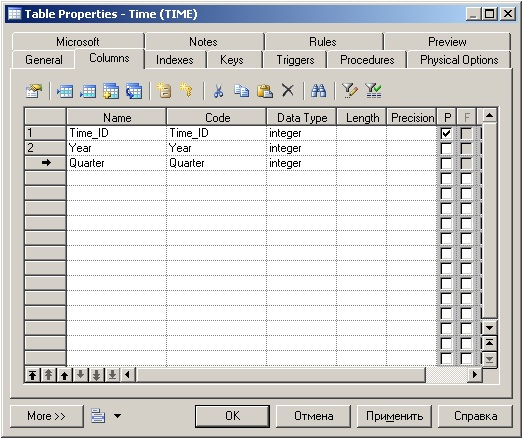 Table Properties - Time (TIME)
Microsoft Notes Rules Preview
General Columns Indexes Keys Triggers Procedures Physical Options
Name Code Data Type Length Precision P F
1 Time_ID Time_ID integer
2 Year Year integer
Quarter Quarter integer
More >> OK Отмена Применить Справка